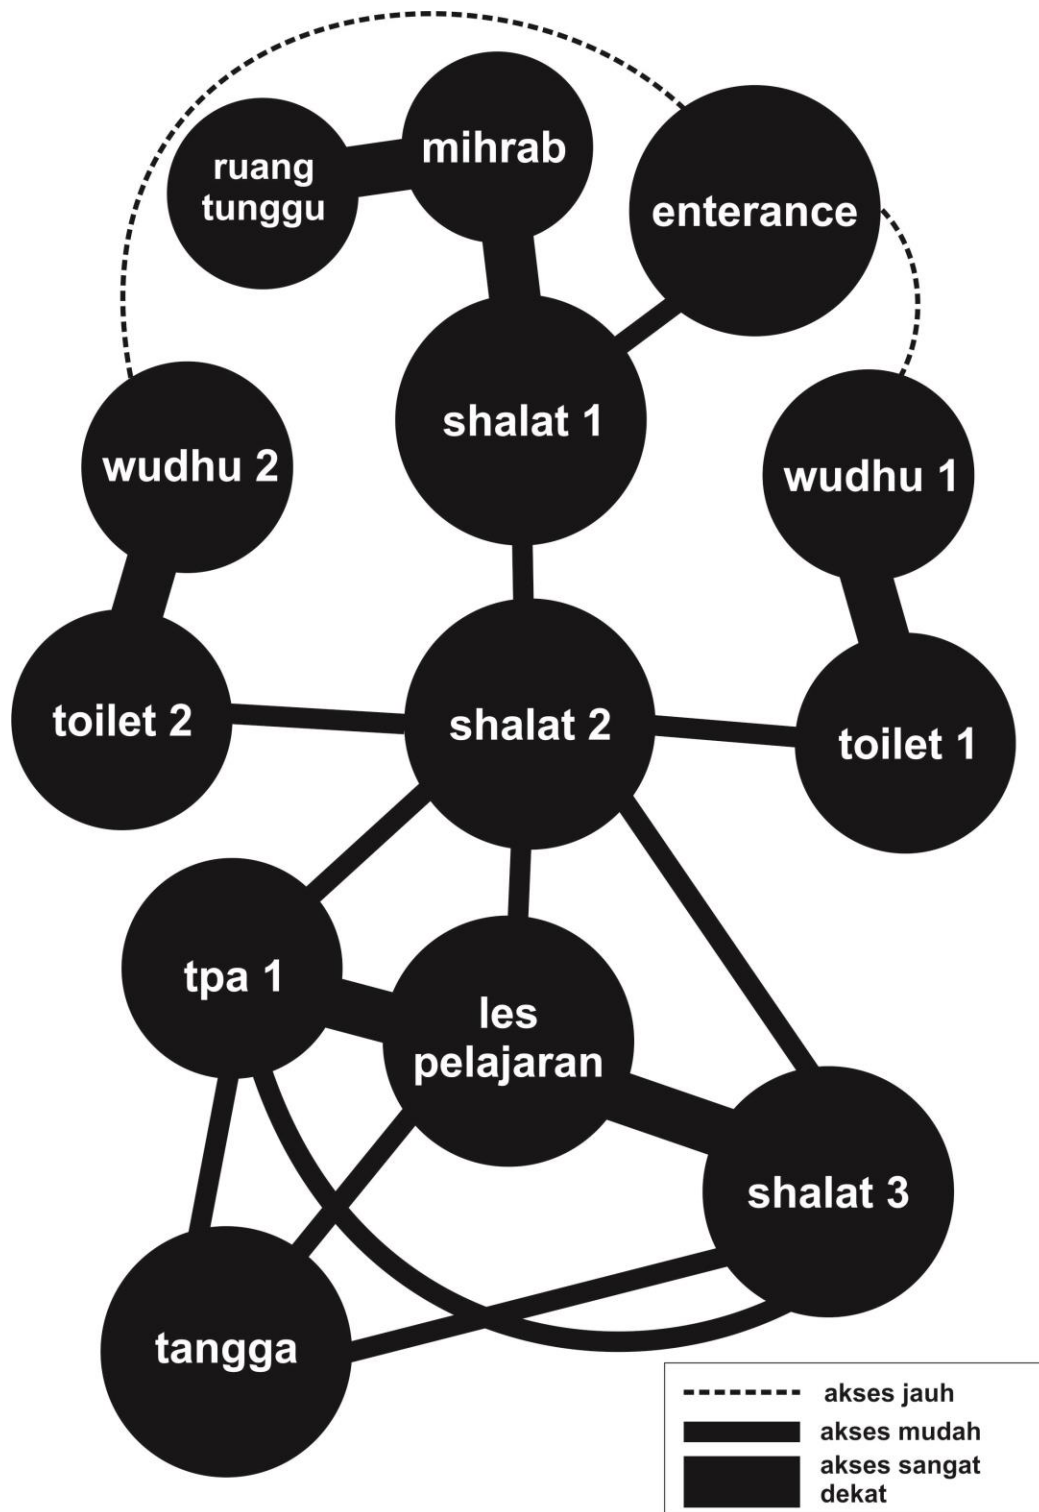 mihrab
ruang
tunggu
enterance
shalat 1
wudhu 2
wudhu 1
toilet 2
shalat 2
toilet 1
tpa 1
les
pelajaran
shalat 3
tangga
akses jauh
akses mudah
akses sangat
dekat